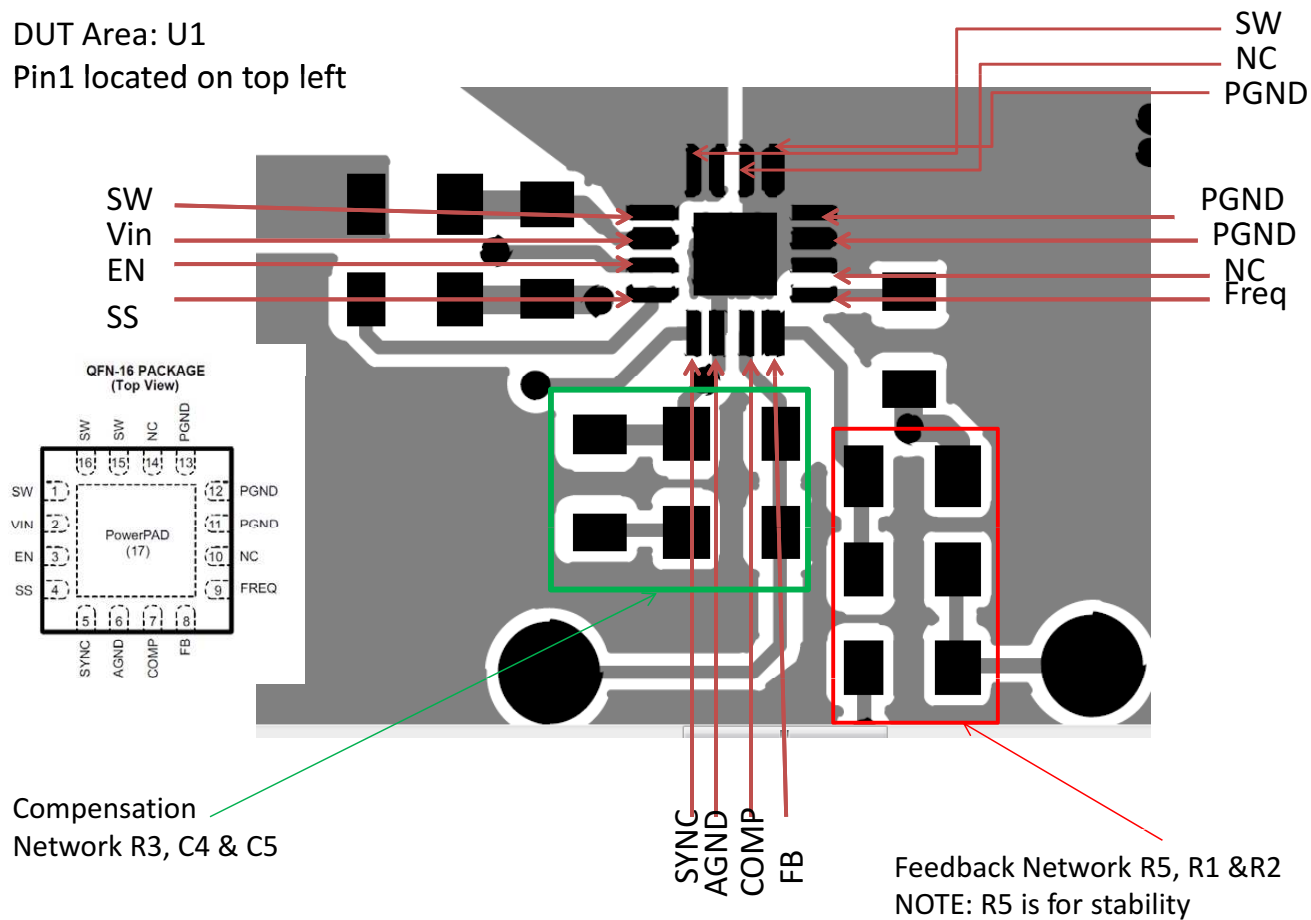 DUT Area: U1
Pin1 located on top left
SW
NC
PGND
SW
Vin
EN
SS
PGND
PGND
NC
Freq
QFN-16 PACKAGE
(Top View)
SW
SW
NC
PGND
16
15
14
13
SW 1
12 PGND
VIN 2
11 PGND
PowerPAD
(17)
EN 3
10 NC
SS 4
9 FREQ
5
6
7
8
SYNC
AGND
COMP
FB
SYNC
AGND
COMP
FB
Compensation
Network R3, C4 & C5
Feedback Network R5, R1 &R2
NOTE: R5 is for stability